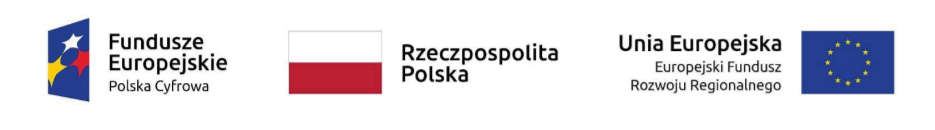 Fundusze
Europejskie
Polska Cyfrowa
Rzeczpospolita
Polska
Unia Europejska
Europejski Fundusz
Rozwoju Regionalnego